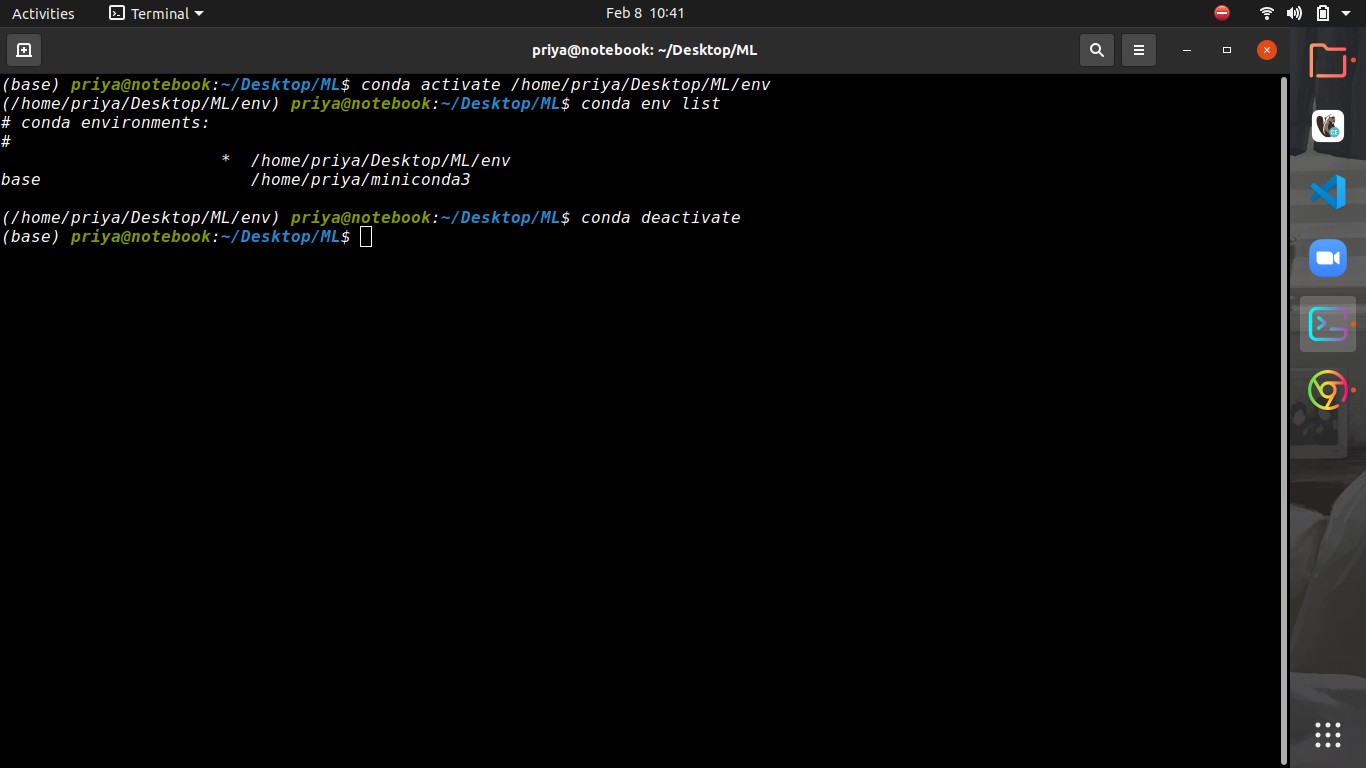 Activities
Terminal
Feb 8 10:41
priya@notebook: ~/Desktop/ML
(base) priya@notebook:~/Desktop/ML$ conda activate /home/priya/Desktop/ML/env
(/home/priya/Desktop/ML/env) priya@notebook:~/Desktop/ML$ conda env list
# conda environments:
#
* /home/priya/Desktop/ML/env
base /home/priya/miniconda3
(/home/priya/Desktop/ML/env) priya@notebook:~/Desktop/ML$ conda deactivate
(base) priya@notebook:~/Desktop/ML$
CE